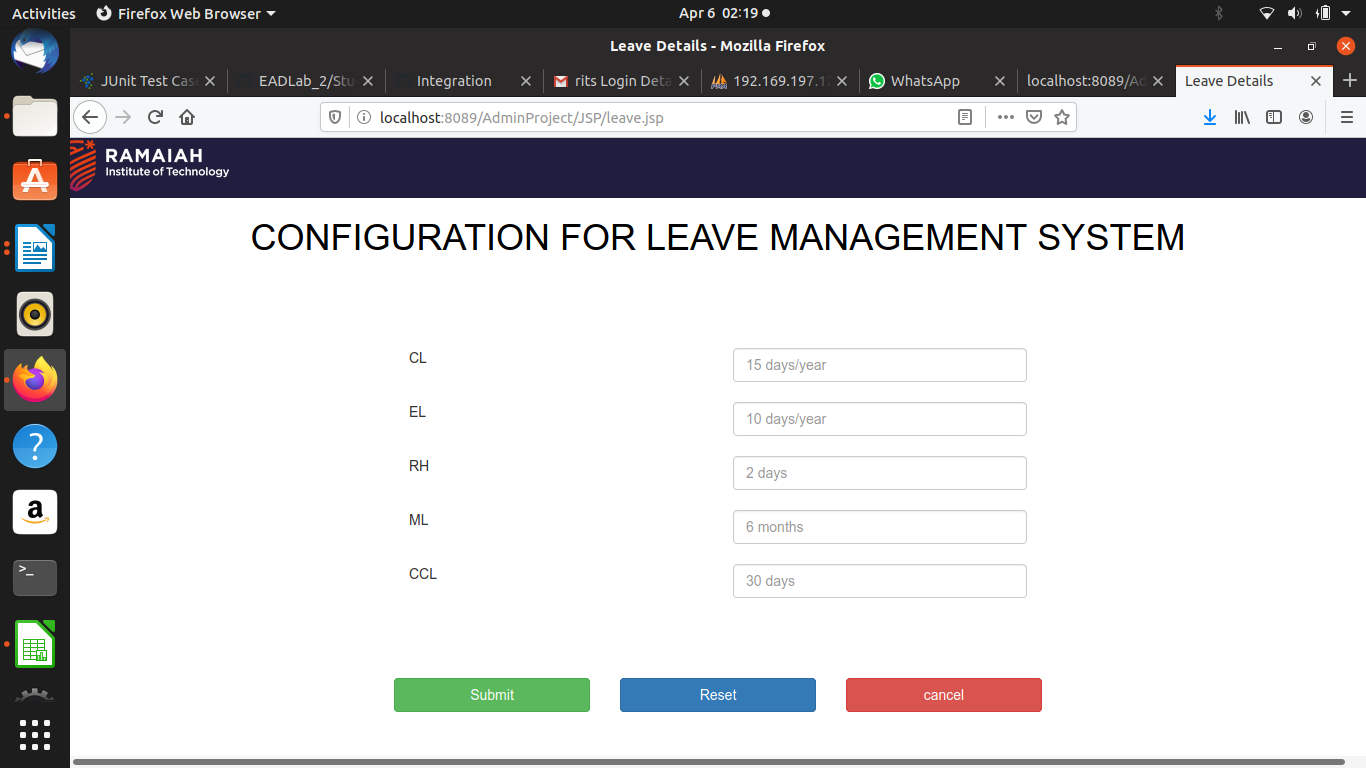 Activities Firefox Web Browser Apr 6 02:19
Leave Details - Mozilla Firefox
JUnit Test Cas EADLab_2/Stu Integration rits Login Deta 192.169.197.12 WhatsApp localhost:8089/Ad Leave Details
localhost:8089/AdminProject/JSP/leave.jsp
RAMAIAH
Institute of Technology
CONFIGURATION FOR LEAVE MANAGEMENT SYSTEM
CL 15 days/year
EL 10 days/year
RH 2 days
ML 6 months
CCL 30 days
Submit Reset cancel